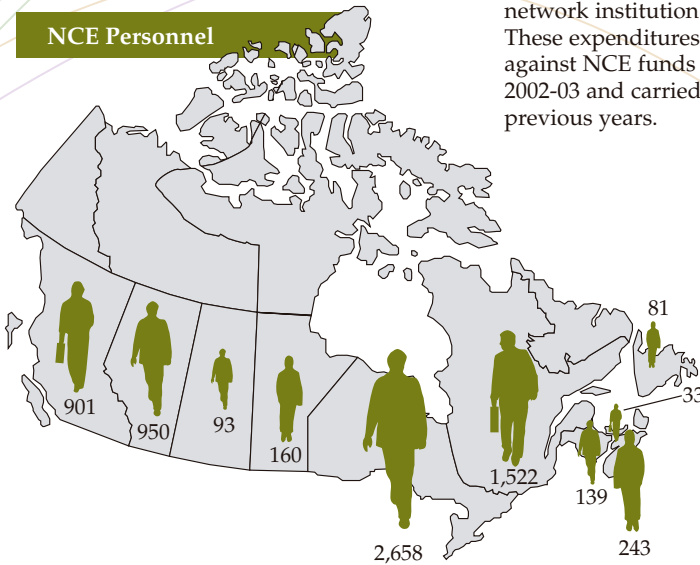 NCE Personnel
network institution
These expenditures
against NCE funds
2002-03 and carried
previous years.
81
33
901
950
93
160
1,522
139
2,658
243